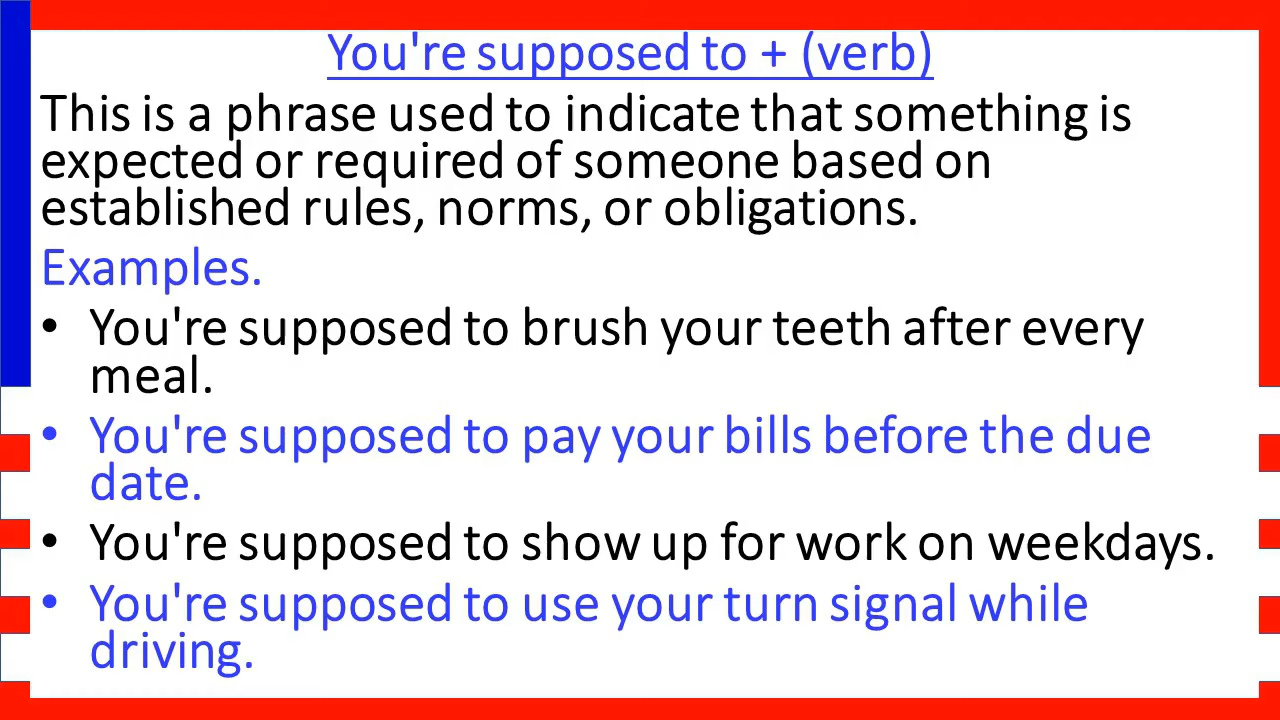 You're supposed to + (verb)
This is a phrase used to indicate that something is
expected or required of someone based on
established rules, norms, or obligations.
Examples.
• You're supposed to brush your teeth after every
meal.
• You're supposed to pay your bills before the due
date.
• You're supposed to show up for work on weekdays.
• You're supposed to use your turn signal while
driving.